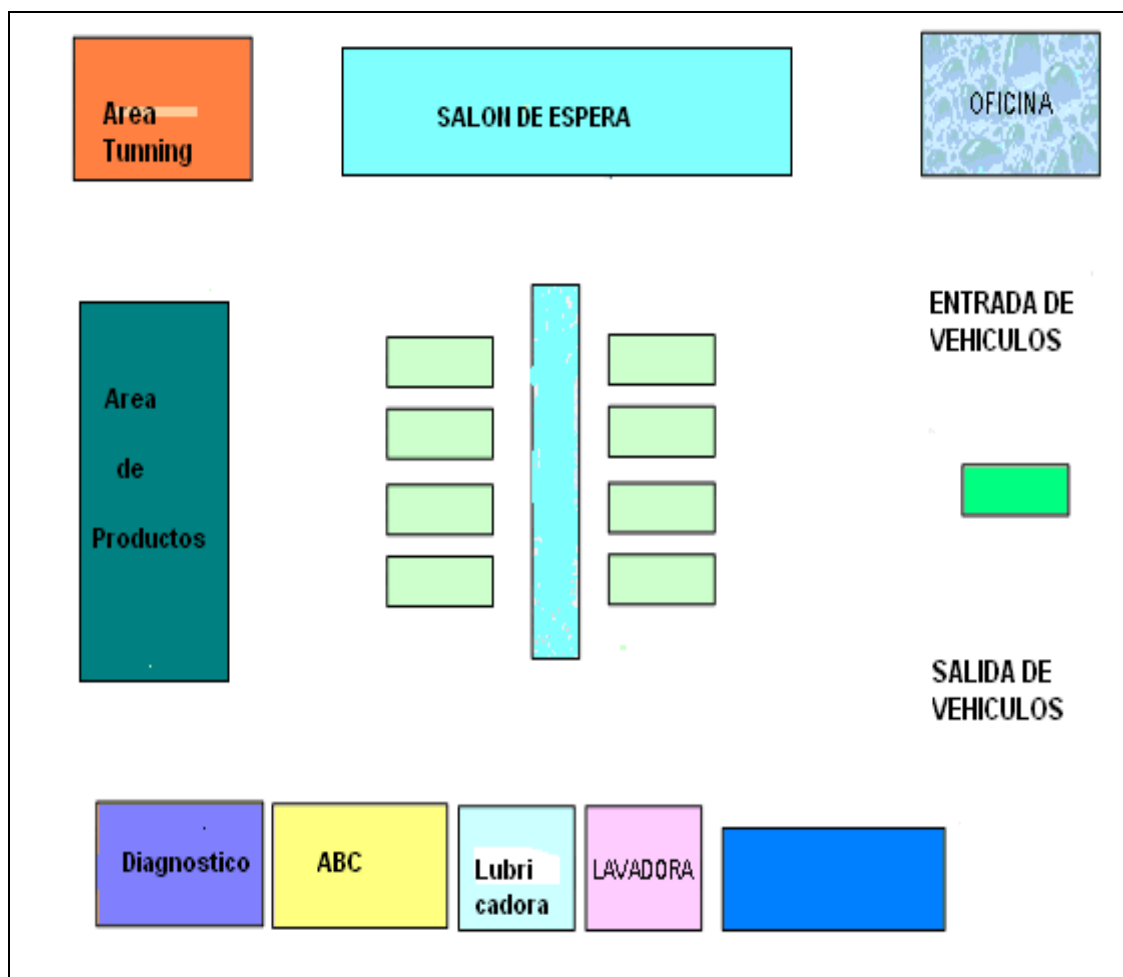 Area
Tunning
SALON DE ESPERA
OFICINA
ENTRADA DE
VEHICULOS
Area
de
Productos
SALIDA DE
VEHICULOS
Diagnostico
ABC
Lubri
cadora
LAVADORA